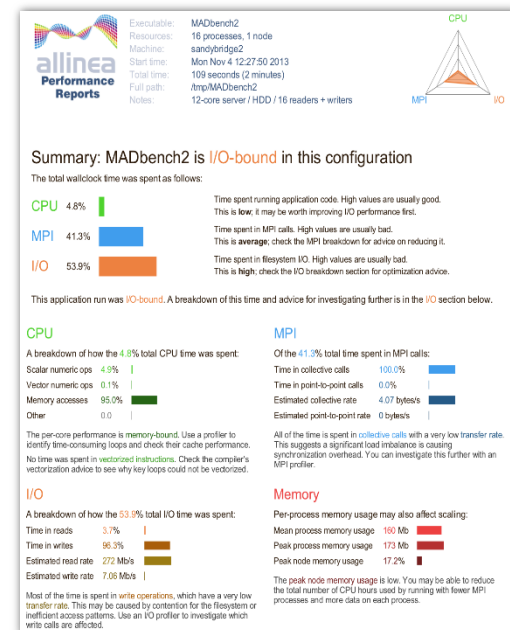 allinea
Performance
Reports
Executable: MADbench2
Resources: 16 processes, 1 node
Machine: sandybridge2
Start time: Mon Nov 4 12:27:50 2013
Total time: 109 seconds (2 minutes)
Full path: /tmp/MADbench2
Notes: 12-core server / HDD / 16 readers + writers
CPU
MPI
I/O
Summary: MADbench2 is I/O-bound in this configuration
The total wallclock time was spent as follows:
CPU 4.8%
Time spent running application code. High values are usually good.
This is low; it may be worth improving I/O performance first.
MPI 41.3%
Time spent in MPI calls. High values are usually bad.
This is average; check the MPI breakdown for advice on reducing it.
I/O 53.9%
Time spent in filesystem I/O. High values are usually bad.
This is high; check the I/O breakdown section for optimization advice.
This application run was I/O-bound. A breakdown of this time and advice for investigating further is in the I/O section below.
CPU
A breakdown of how the 4.8% total CPU time was spent:
Scalar numeric ops 4.9%
Vector numeric ops 0.1%
Memory accesses 95.0%
Other 0.0
The per-core performance is memory-bound. Use a profiler to
identify time-consuming loops and check their cache performance.
No time was spent in vectorized instructions. Check the compiler's
vectorization advice to see why key loops could not be vectorized.
MPI
Of the 41.3% total time spent in MPI calls:
Time in collective calls 100.0%
Time in point-to-point calls 0.0%
Estimated collective rate 4.07 bytes/s
Estimated point-to-point rate 0 bytes/s
All of the time is spent in collective calls with a very low transfer rate.
This suggests a significant load imbalance is causing
synchronization overhead. You can investigate this further with an
MPI profiler.
I/O
A breakdown of how the 53.9% total I/O time was spent:
Time in reads 3.7%
Time in writes 96.3%
Estimated read rate 272 Mb/s
Estimated write rate 7.06 Mb/s
Most of the time is spent in write operations, which have a very low
transfer rate. This may be caused by contention for the filesystem or
inefficient access patterns. Use an I/O profiler to investigate which
write calls are affected.
Memory
Per-process memory usage may also affect scaling:
Mean process memory usage 160 Mb
Peak process memory usage 173 Mb
Peak node memory usage 17.2%
The peak node memory usage is low. You may be able to reduce
the total number of CPU hours used by running with fewer MPI
processes and more data on each process.